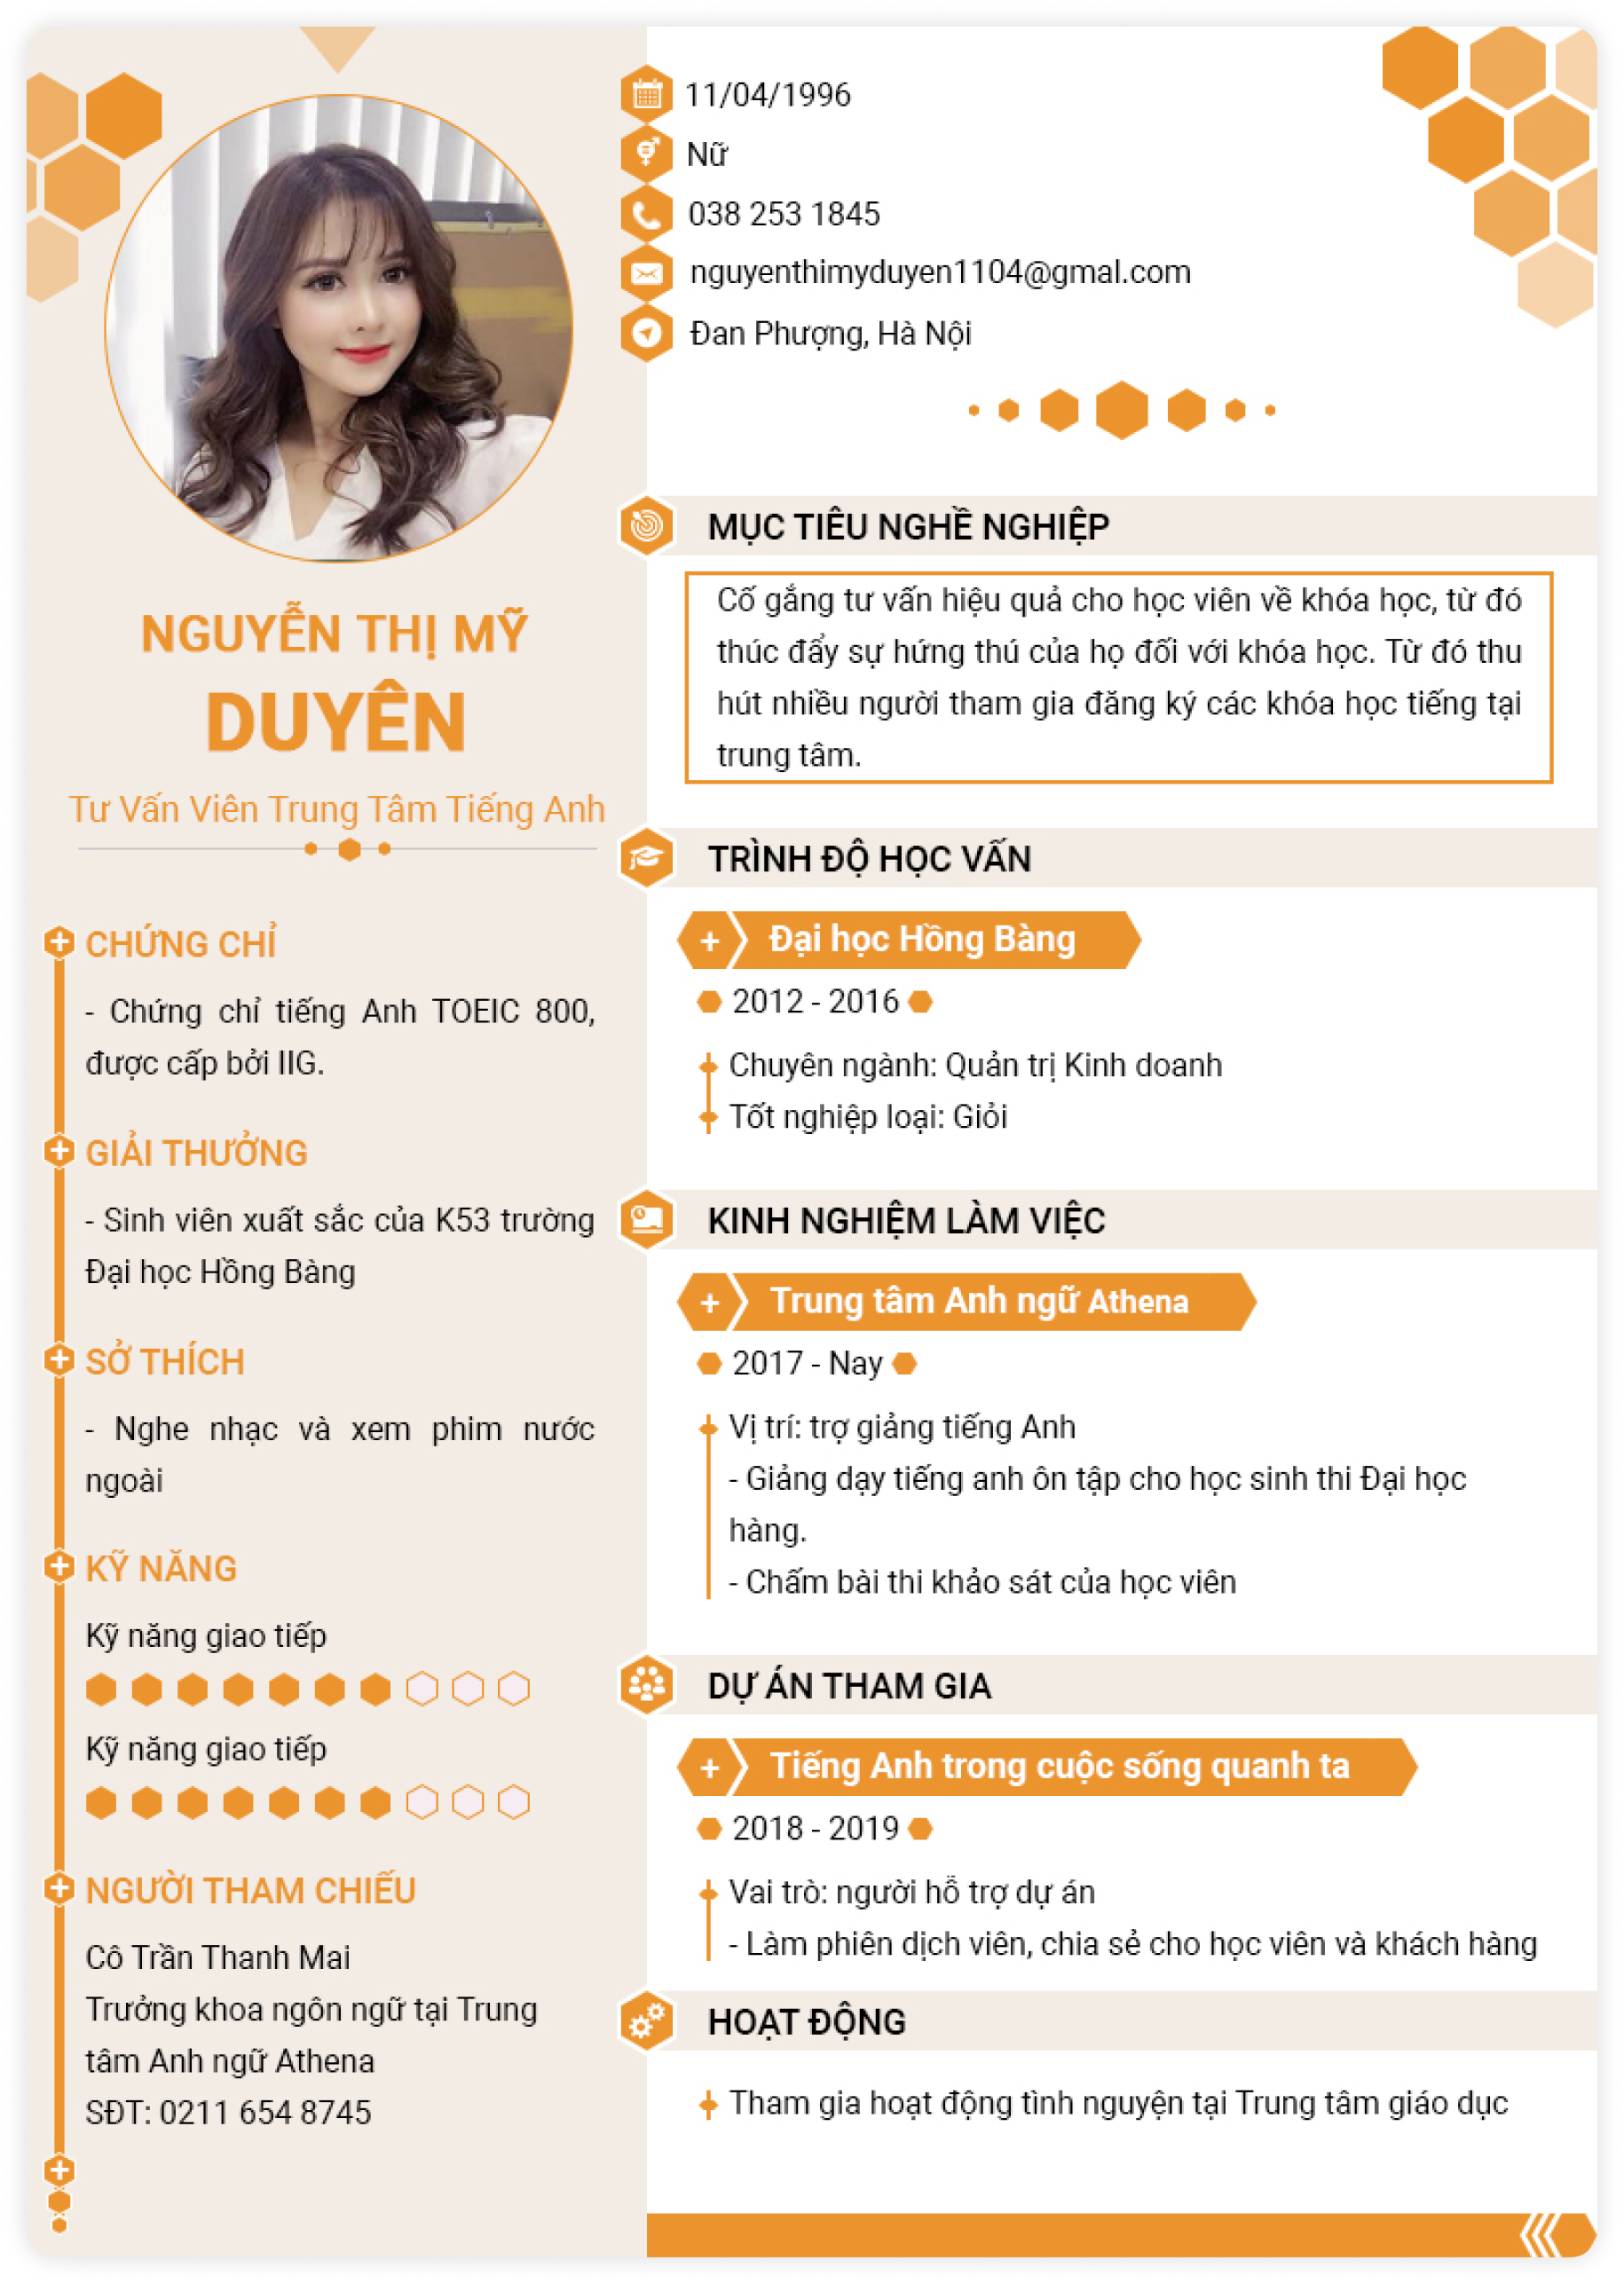 NGUYỄN THỊ MỸ
DUYÊN
Tư Vấn Viên Trung Tâm Tiếng Anh
CHỨNG CHỈ
- Chứng chỉ tiếng Anh TOEIC 800,
được cấp bởi IIG.
GIẢI THƯỞNG
- Sinh viên xuất sắc của K53 trường
Đại học Hồng Bàng
SỞ THÍCH
- Nghe nhạc và xem phim nước
ngoài
KỸ NĂNG
Kỹ năng giao tiếp
Kỹ năng giao tiếp
NGƯỜI THAM CHIẾU
Cô Trần Thanh Mai
Trưởng khoa ngôn ngữ tại Trung
tâm Anh ngữ Athena
SĐT: 0211 654 8745
11/04/1996
Nữ
038 253 1845
nguyenthimyduyen1104@gmal.com
Đan Phượng, Hà Nội
MỤC TIÊU NGHỀ NGHIỆP
Cố gắng tư vấn hiệu quả cho học viên về khóa học, từ đó
thúc đẩy sự hứng thú của họ đối với khóa học. Từ đó thu
hút nhiều người tham gia đăng ký các khóa học tiếng tại
trung tâm.
TRÌNH ĐỘ HỌC VẤN
Đại học Hồng Bàng
2012 - 2016
Chuyên ngành: Quản trị Kinh doanh
Tốt nghiệp loại: Giỏi
KINH NGHIỆM LÀM VIỆC
Trung tâm Anh ngữ Athena
2017 - Nay
Vị trí: trợ giảng tiếng Anh
- Giảng dạy tiếng anh ôn tập cho học sinh thi Đại học
hàng.
- Chấm bài thi khảo sát của học viên
DỰ ÁN THAM GIA
Tiếng Anh trong cuộc sống quanh ta
2018 - 2019
Vai trò: người hỗ trợ dự án
- Làm phiên dịch viên, chia sẻ cho học viên và khách hàng
HOẠT ĐỘNG
Tham gia hoạt động tình nguyện tại Trung tâm giáo dục